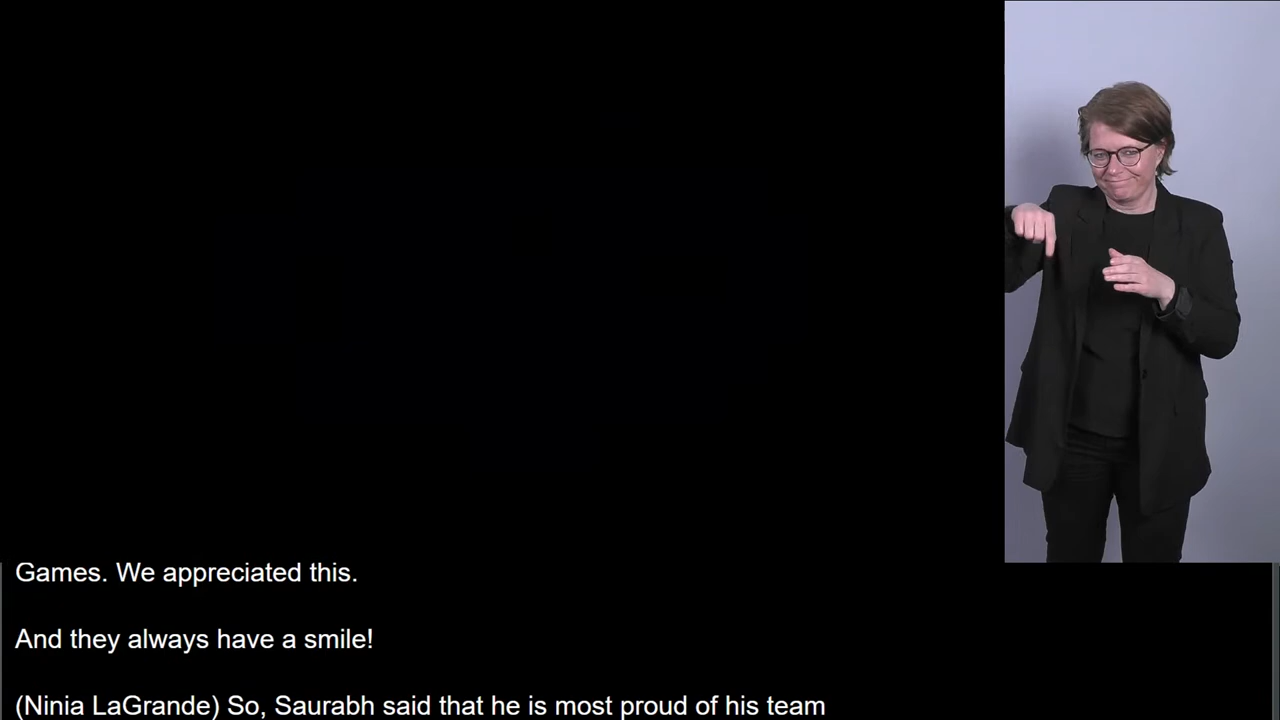 Games. We appreciated this.
And they always have a smile!
(Ninia LaGrande) So, Saurabh said that he is most proud of his team